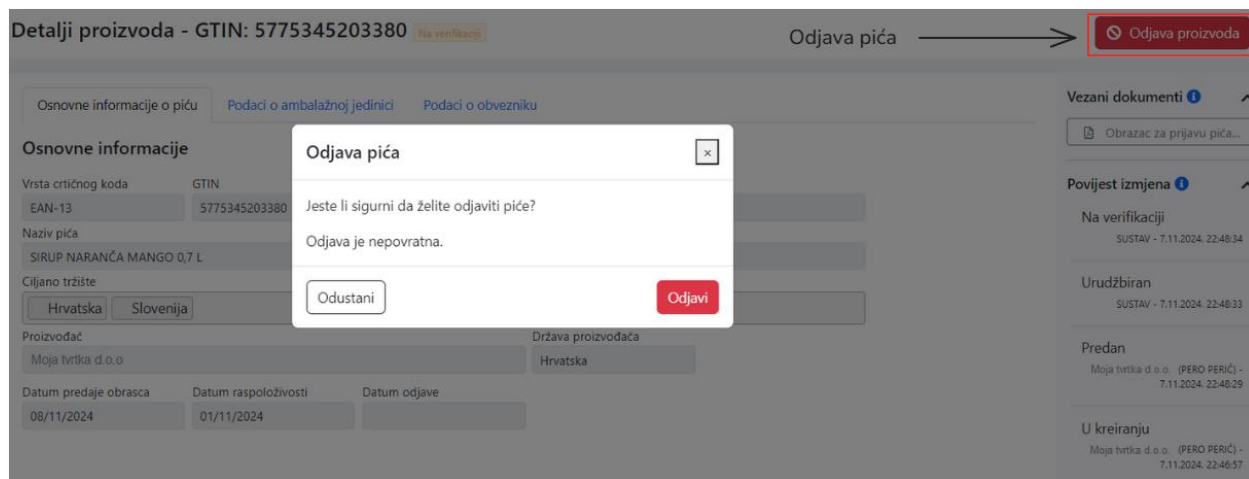 Detalji proizvoda - GTIN: 5775345203380 Na verifikaciji
Odjava pića
Odjava proizvoda
Osnovne informacije o piću Podaci o ambalažnoj jedinici Podaci o obvezniku
Osnovne informacije
Vrsta crtičnog koda GTIN
EAN-13 5775345203380
Naziv pića
SIRUP NARANČA MANGO 0,7 L
Ciljano tržište
Hrvatska Slovenija
Proizvođač Država proizvođača
Moja tvrtka d.o.o Hrvatska
Datum predaje obrasca Datum raspoloživosti Datum odjave
08/11/2024 01/11/2024
Odjava pića ×
Jeste li sigurni da želite odjaviti piće?
Odjava je nepovratna.
Odustani Odjavi
Vezani dokumenti
Obrazac za prijavu pića...
Povijest izmjena
Na verifikaciji
SUSTAV - 7.11.2024. 22:48:34
Urudžbiran
SUSTAV - 7.11.2024. 22:48:33
Predan
Moja tvrtka d.o.o. (PERO PERIĆ) -
7.11.2024. 22:48:29
U kreiranju
Moja tvrtka d.o.o. (PERO PERIĆ) -
7.11.2024. 22:46:57